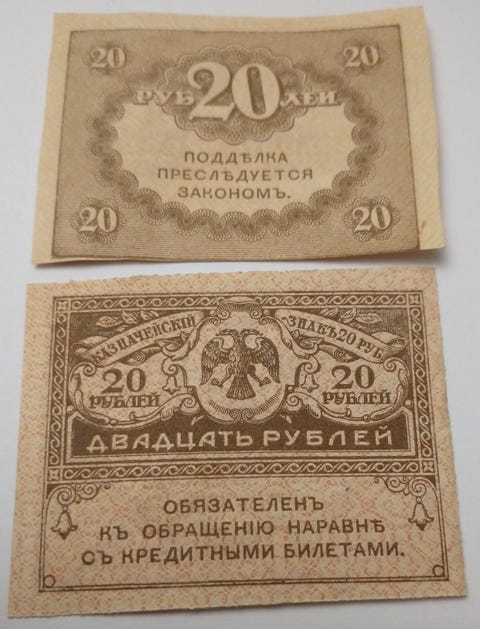 20 20
РУБ 20 ЛЕЙ
ПОДДѢЛКА
ПРЕСЛѢДУЕТСЯ
ЗАКОНОМЪ.
20 20
КАЗНАЧЕЙСКІЙ ЗНАКЪ 20 РУБ.
20 20
РУБЛЕЙ РУБЛЕЙ
ДВАДЦАТЬ РУБЛЕЙ
ОБЯЗАТЕЛЕНЪ
КЪ ОБРАЩЕНІЮ НАРАВНѢ
СЪ КРЕДИТНЫМИ БИЛЕТАМИ.